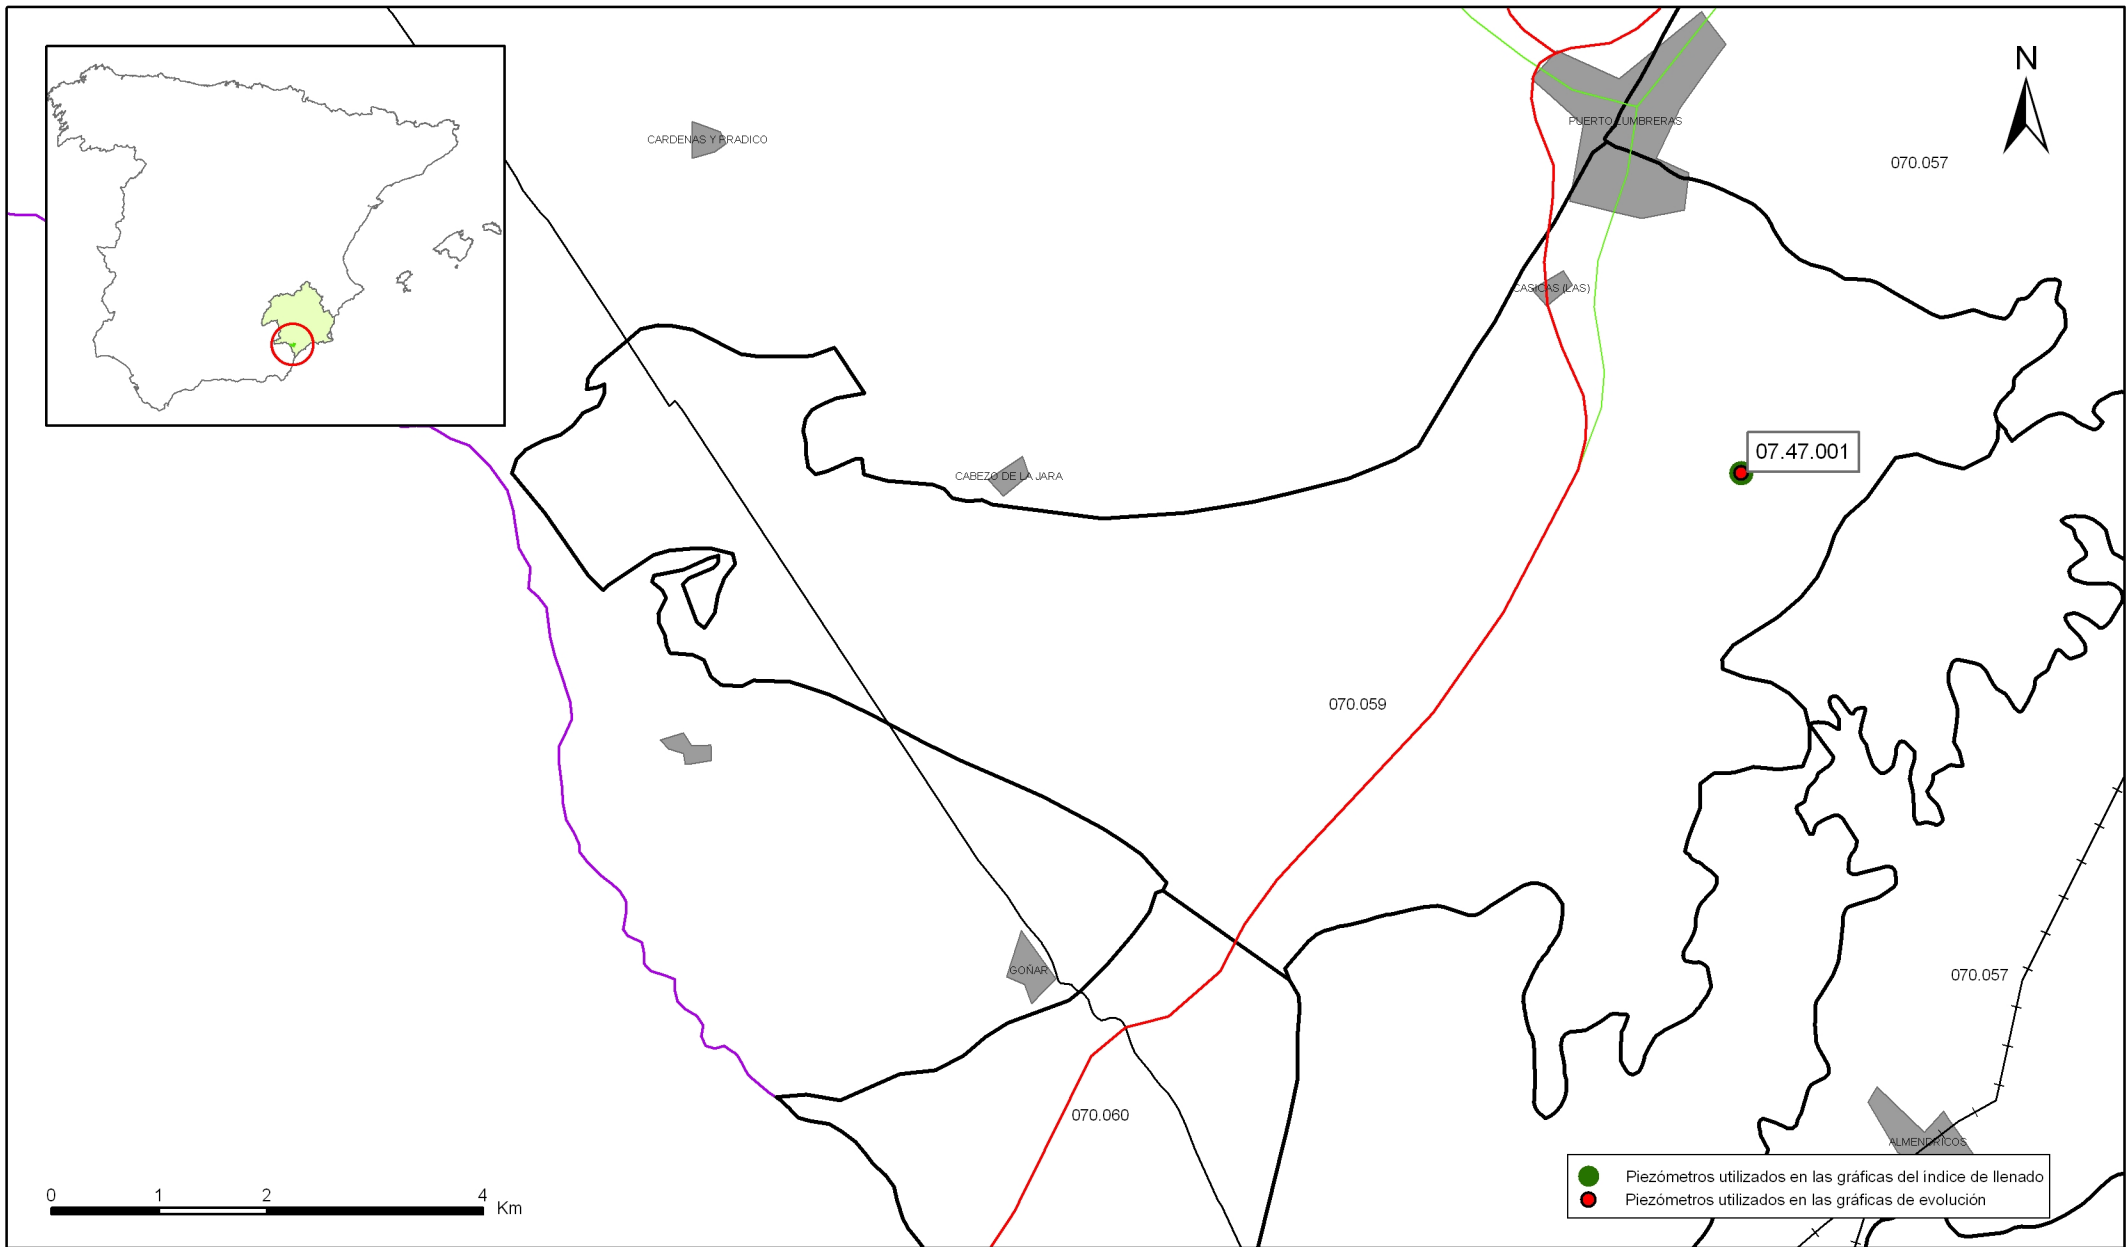 N
CARDENAS Y PRADICO
PUERTO LUMBRERAS
070.057
CASICAS (LAS)
07.47.001
CABEZO DE LA JARA
070.059
GOÑAR
070.057
070.060
ALMENDRICOS
Piezómetros utilizados en las gráficas del índice de llenado
Piezómetros utilizados en las gráficas de evolución
0 1 2 4 Km